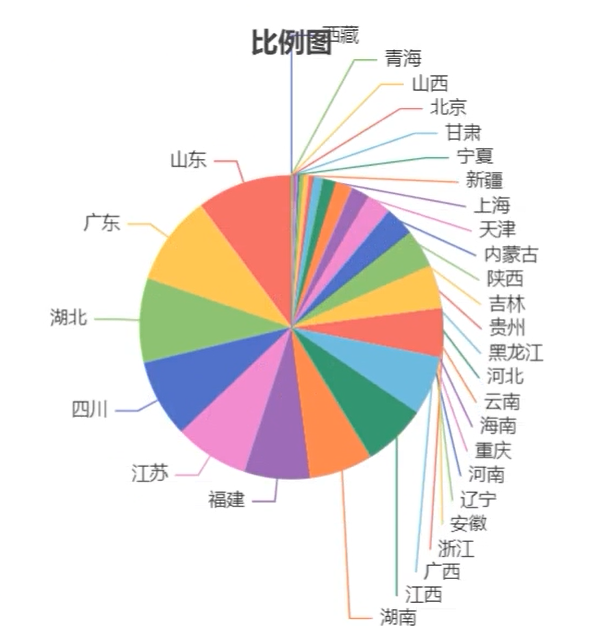 比例图
西藏
青海
山西
北京
甘肃
宁夏
新疆
上海
天津
内蒙古
陕西
吉林
贵州
黑龙江
河北
云南
海南
重庆
河南
辽宁
安徽
浙江
广西
江西
湖南
福建
江苏
四川
湖北
广东
山东